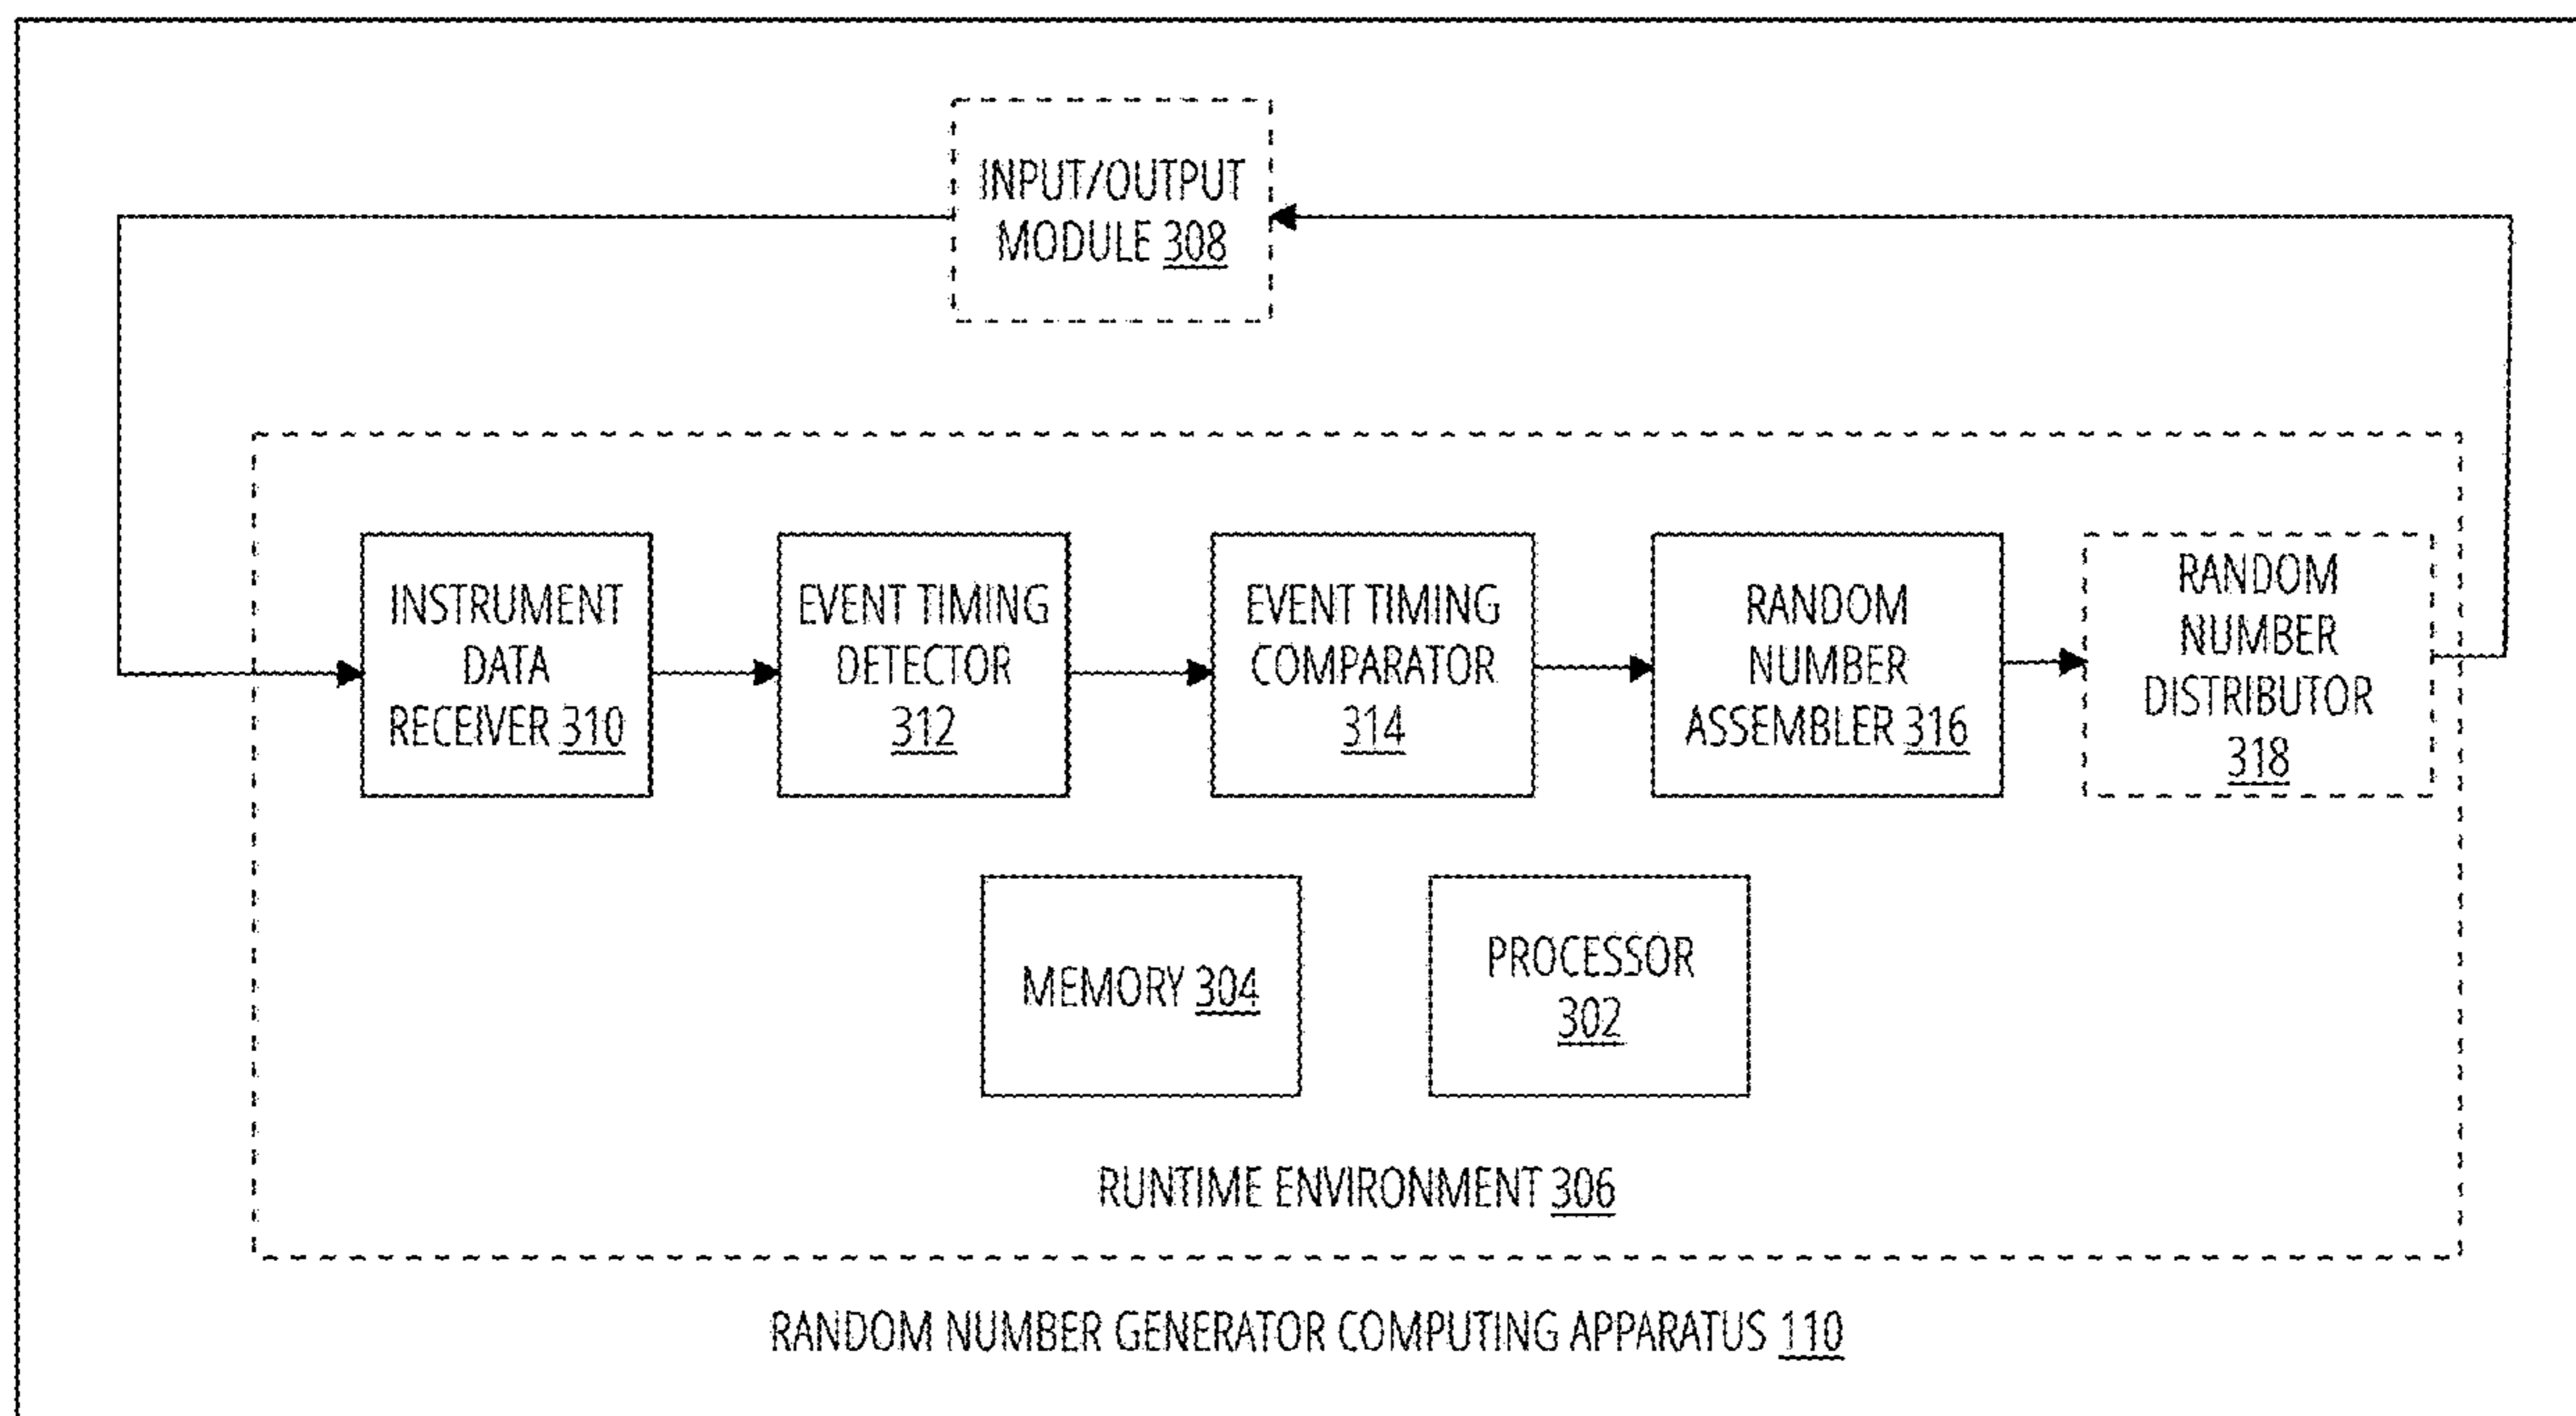 INPUT/OUTPUT
MODULE 308
INSTRUMENT
DATA
RECEIVER 310
EVENT TIMING
DETECTOR
312
EVENT TIMING
COMPARATOR
314
RANDOM
NUMBER
ASSEMBLER 316
RANDOM
NUMBER
DISTRIBUTOR
318
MEMORY 304
PROCESSOR
302
RUNTIME ENVIRONMENT 306
RANDOM NUMBER GENERATOR COMPUTING APPARATUS 110